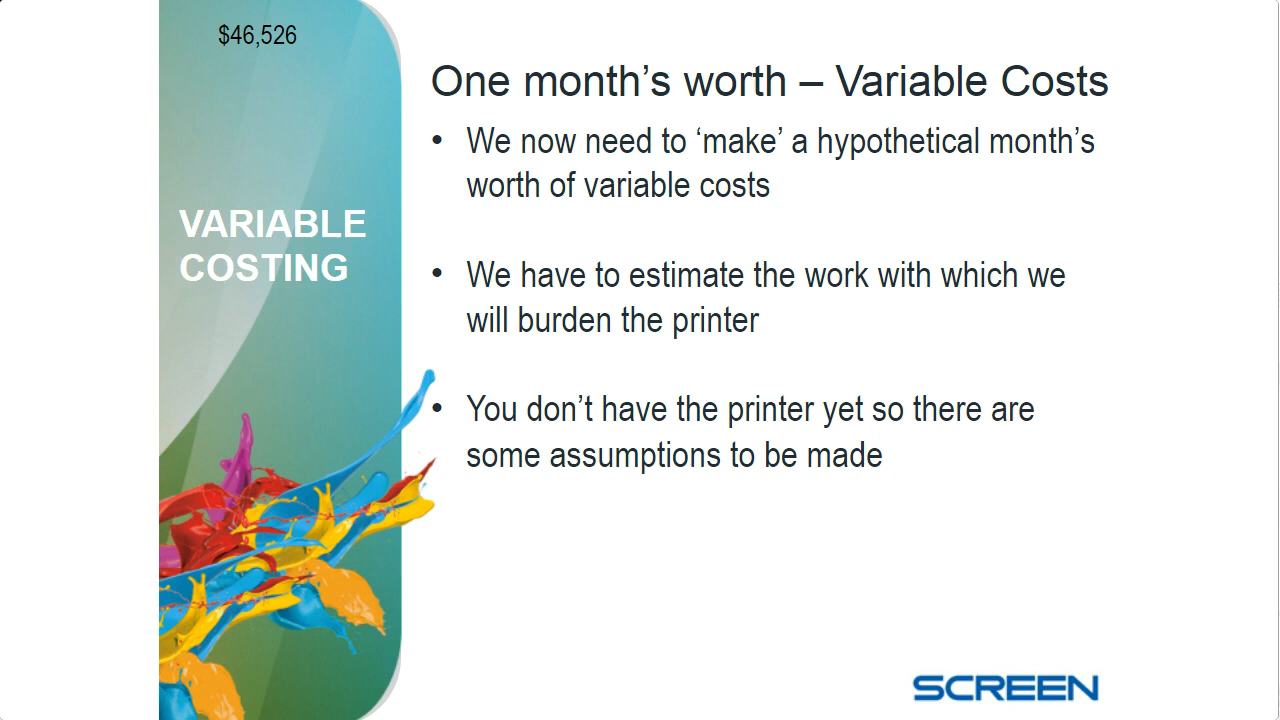 $46,526
VARIABLE
COSTING
One month’s worth – Variable Costs
• We now need to ‘make’ a hypothetical month’s
worth of variable costs
• We have to estimate the work with which we
will burden the printer
• You don’t have the printer yet so there are
some assumptions to be made
SCREEN